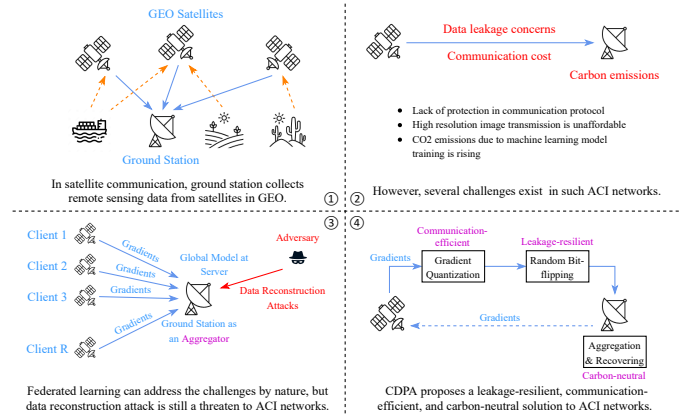 GEO Satellites
Ground Station
In satellite communication, ground station collects
remote sensing data from satellites in GEO.
①
Data leakage concerns
Communication cost
Carbon emissions
● Lack of protection in communication protocol
● High resolution image transmission is unaffordable
● CO2 emissions due to machine learning model
training is rising
②
However, several challenges exist in such ACI networks.
③
Client 1
Client 2
Client 3
Client R
Gradients
Gradients
Gradients
Gradients
Global Model at
Server
Adversary
Data Reconstruction
Attacks
Ground Station as
an Aggregator
Federated learning can address the challenges by nature, but
data reconstruction attack is still a threaten to ACI networks.
④
Communication-
efficient
Leakage-resilient
Gradients
Gradient
Quantization
Random Bit-
flipping
Gradients
Aggregation
& Recovering
Carbon-neutral
CDPA proposes a leakage-resilient, communication-
efficient, and carbon-neutral solution to ACI networks.